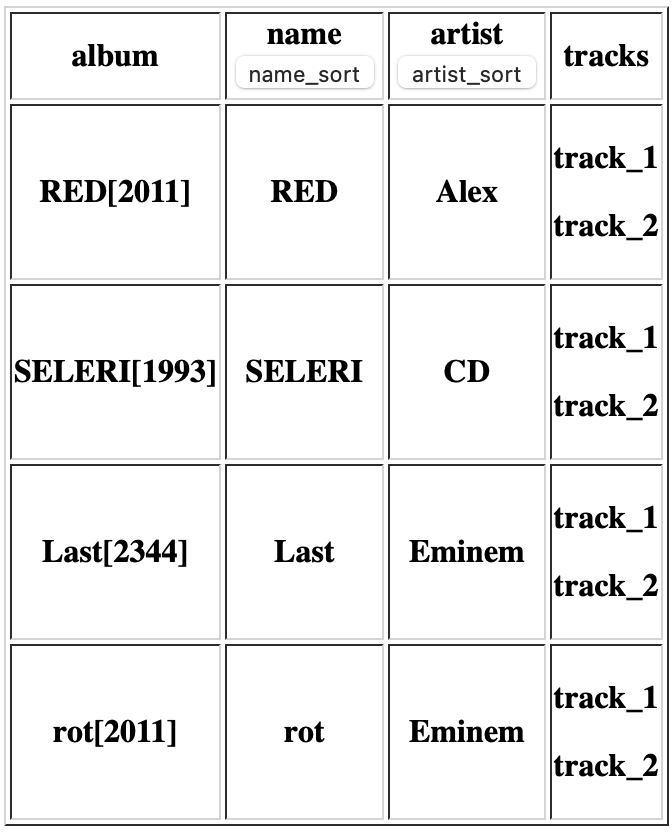 album name artist tracks
name_sort artist_sort
RED[2011] RED Alex track_1
track_2
SELERI[1993] SELERI CD track_1
track_2
Last[2344] Last Eminem track_1
track_2
rot[2011] rot Eminem track_1
track_2